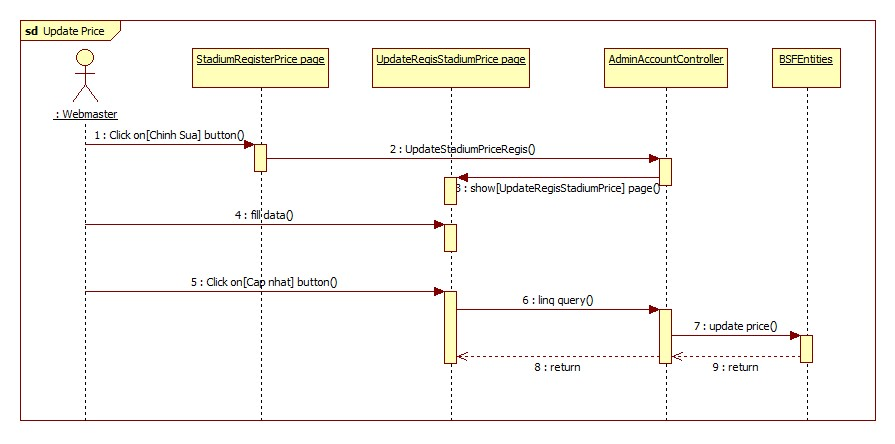 sd Update Price
StadiumRegisterPrice page
UpdateRegisStadiumPrice page
AdminAccountController
BSFEntities
: Webmaster
1 : Click on[Chinh Sua] button()
2 : UpdateStadiumPriceRegis()
3 : show[UpdateRegisStadiumPrice] page()
4 : fill data()
5 : Click on[Cap nhat] button()
6 : linq query()
7 : update price()
8 : return
9 : return